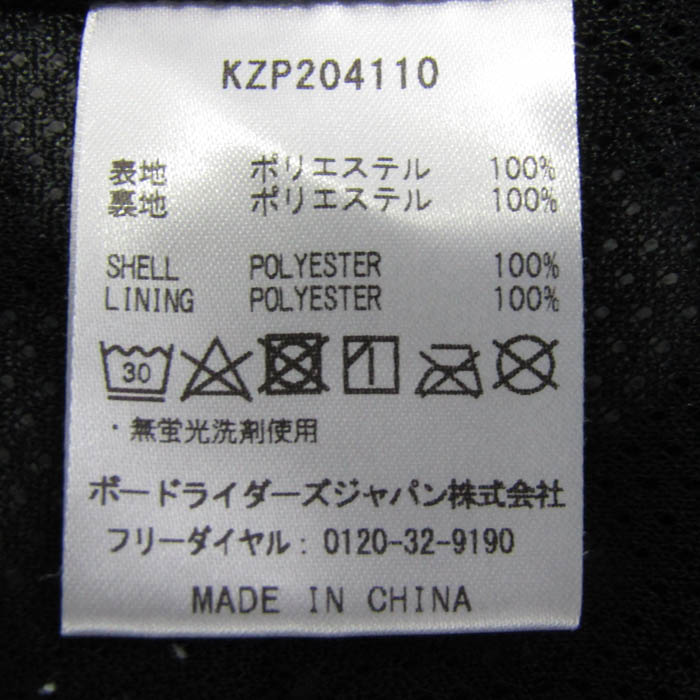 KZP204110
表地 ポリエステル 100%
裏地 ポリエステル 100%
SHELL POLYESTER 100%
LINING POLYESTER 100%
30
・無蛍光洗剤使用
ボードライダーズジャパン株式会社
フリーダイヤル: 0120-32-9190
MADE IN CHINA